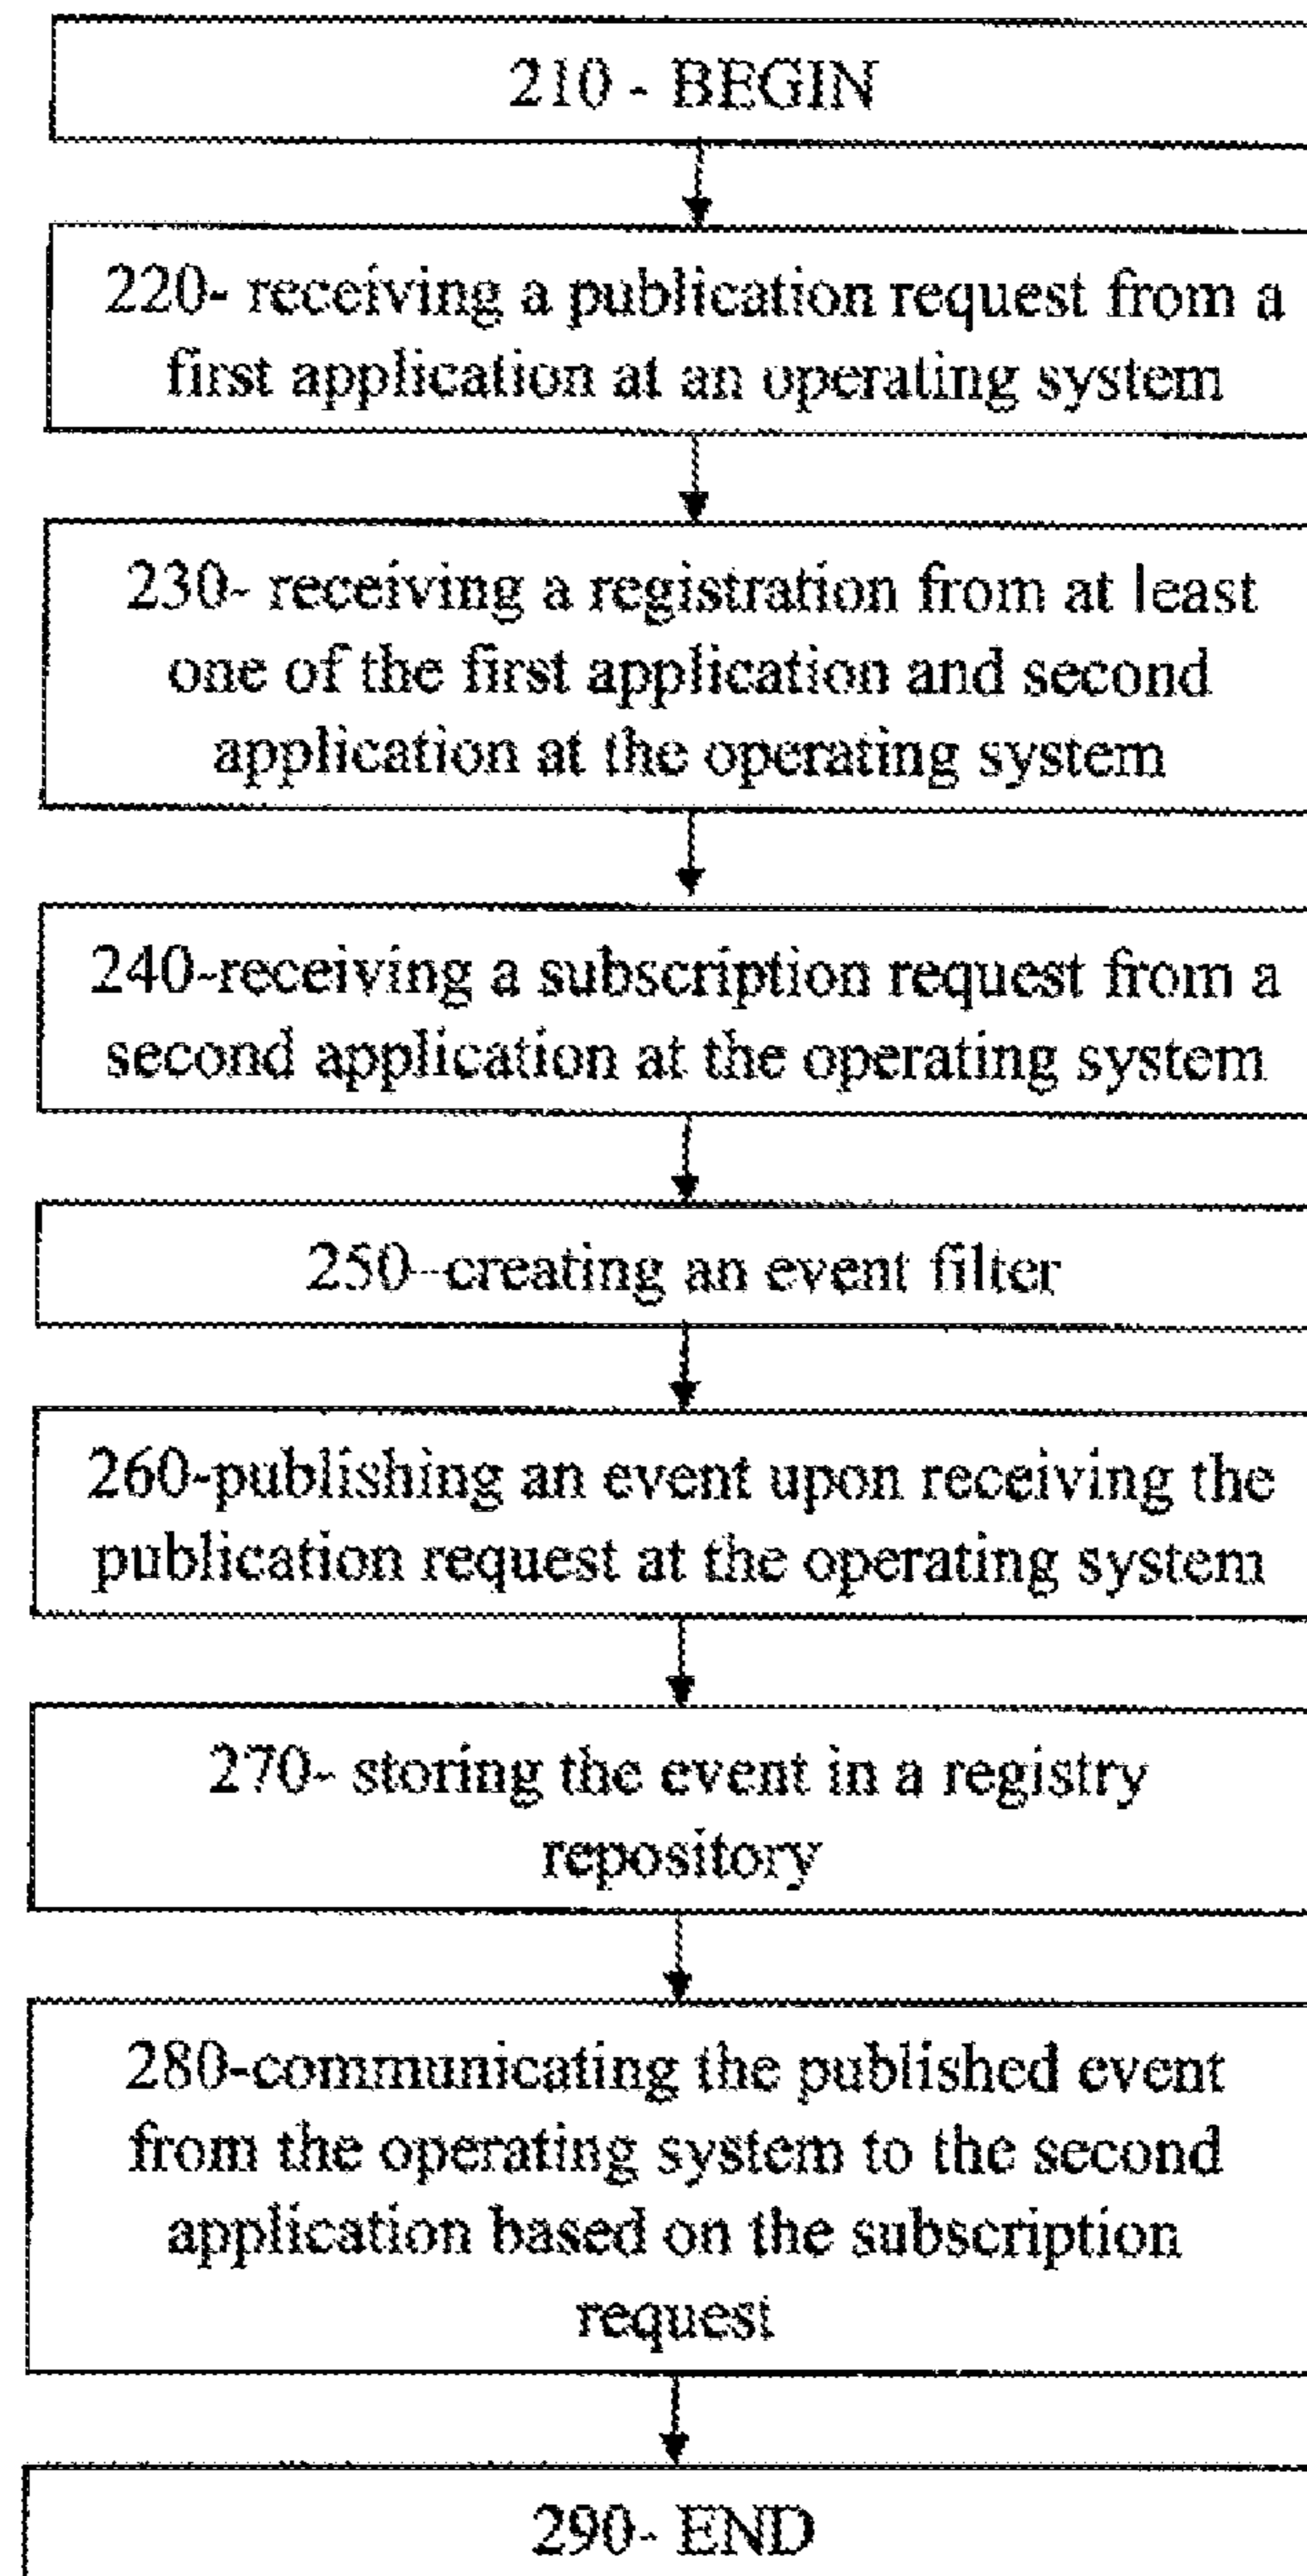 210 - BEGIN
220- receiving a publication request from a
first application at an operating system
230- receiving a registration from at least
one of the first application and second
application at the operating system
240-receiving a subscription request from a
second application at the operating system
250--creating an event filter
260-publishing an event upon receiving the
publication request at the operating system
270- storing the event in a registry
repository
280-communicating the published event
from the operating system to the second
application based on the subscription
request
290- END